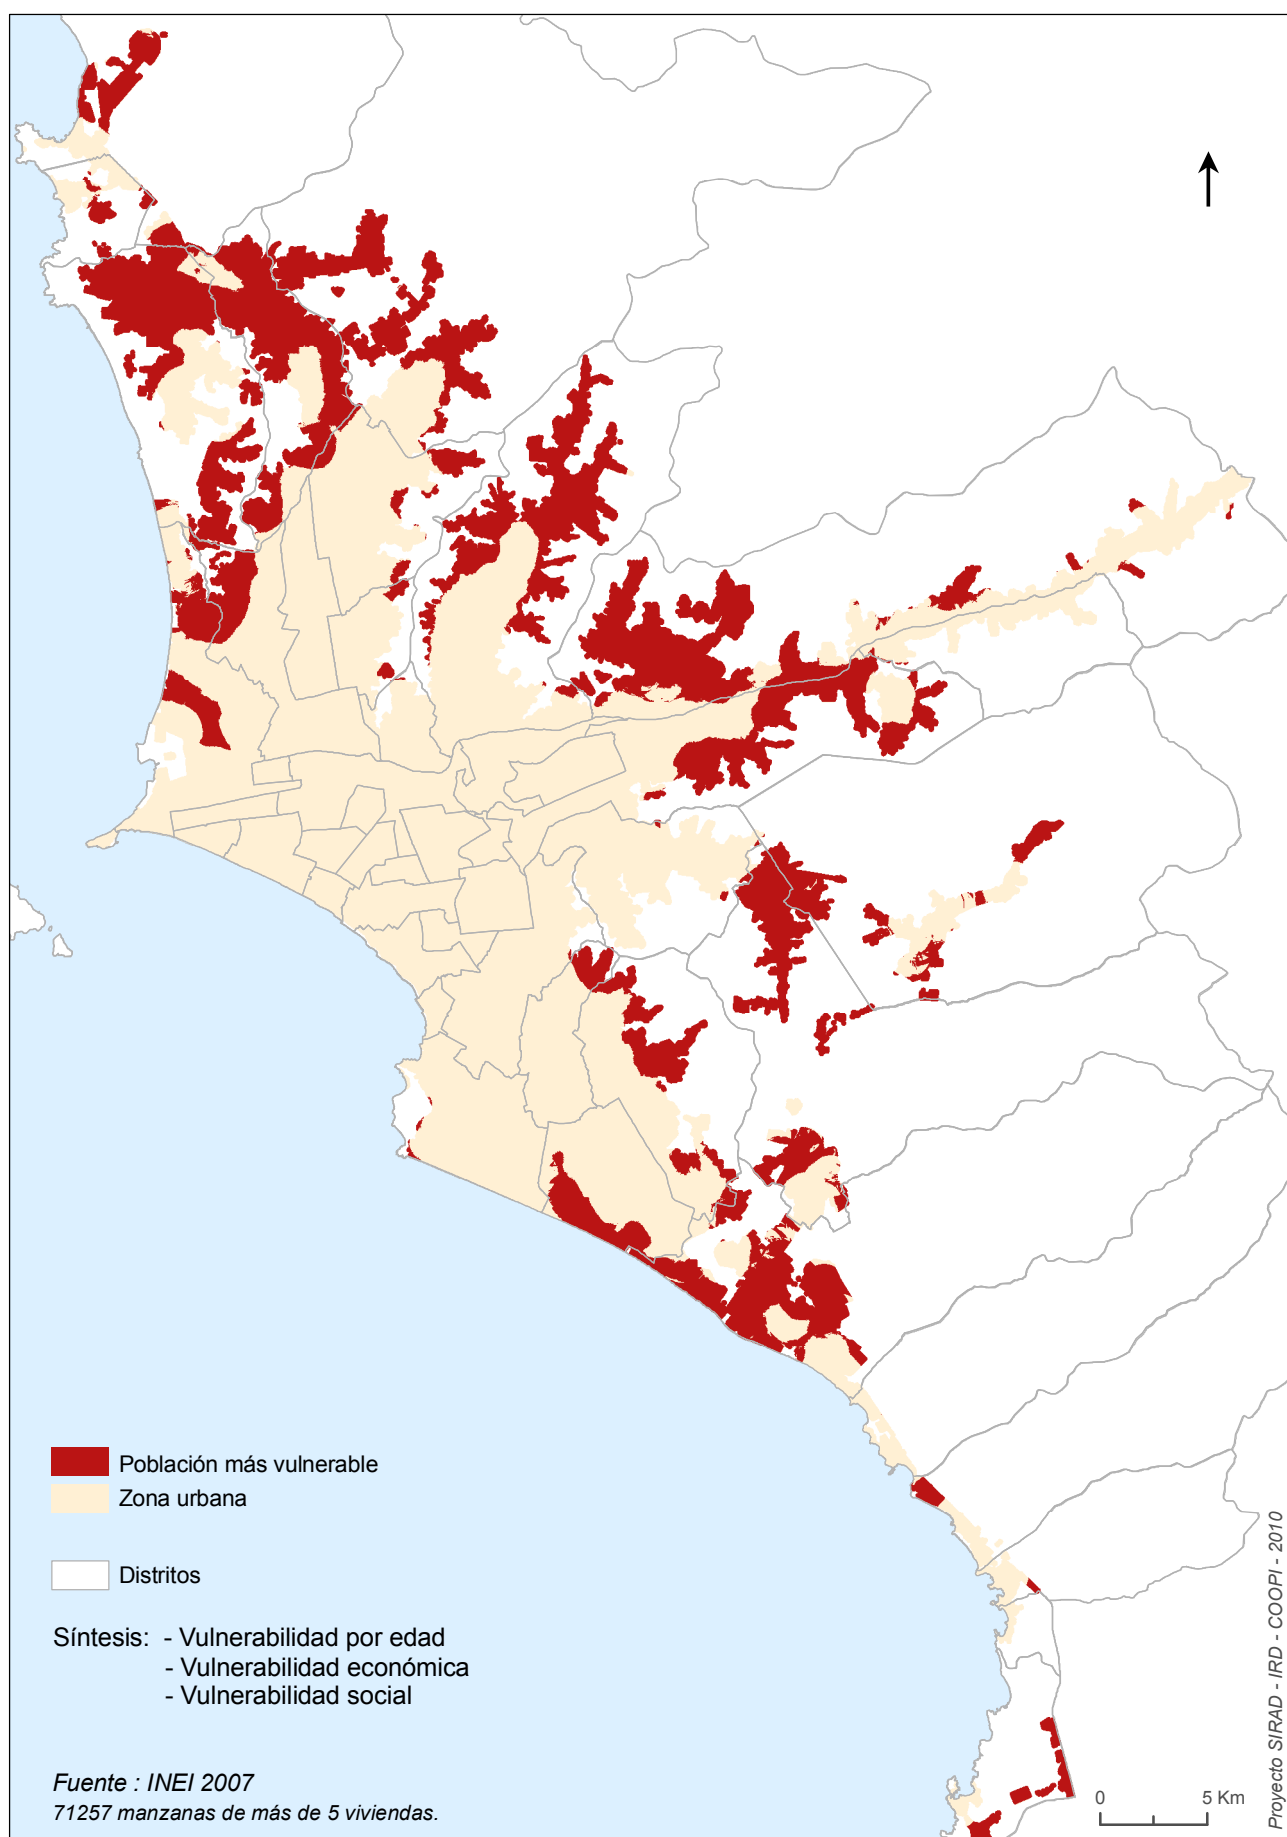 Población más vulnerable
Zona urbana
Distritos
Síntesis: - Vulnerabilidad por edad
- Vulnerabilidad económica
- Vulnerabilidad social
Fuente : INEI 2007
71257 manzanas de más de 5 viviendas.
0 5 Km
Proyecto SIRAD - IRD - COOPI - 2010